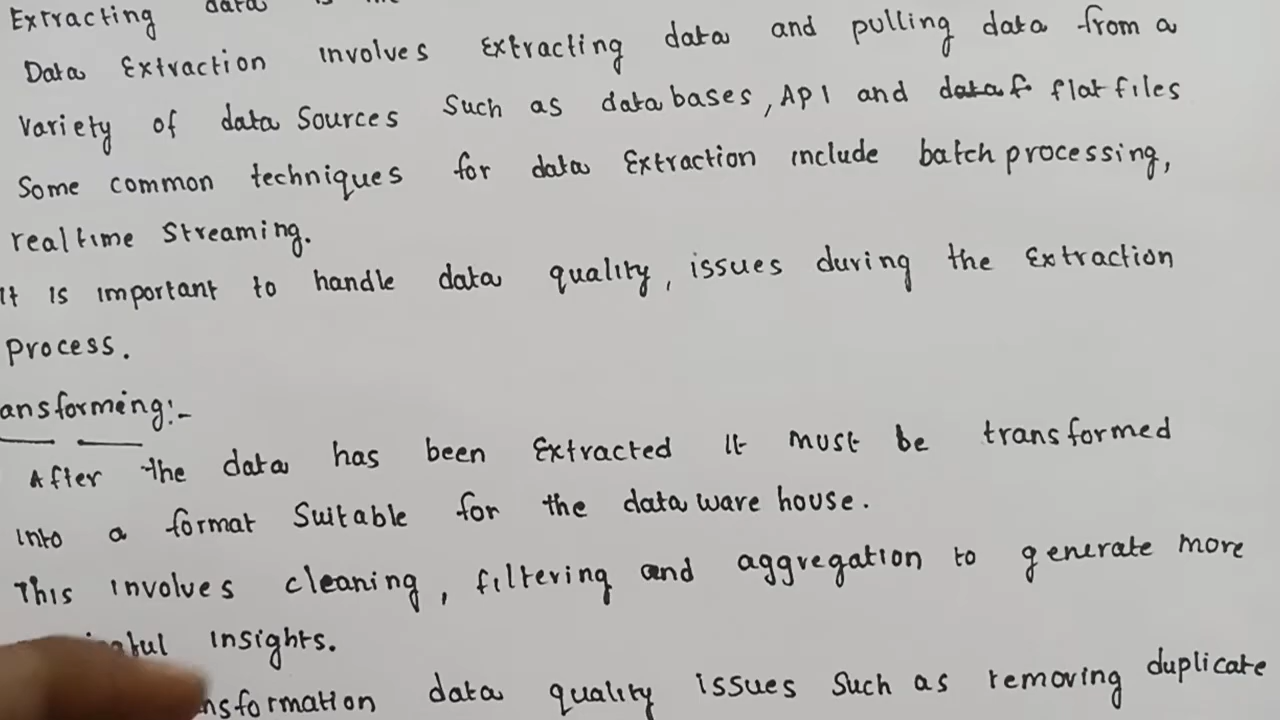 Extracting data is
Data Extraction involves extracting data and pulling data from a
Variety of data Sources Such as databases, API and flat files
Some common techniques for data Extraction include batch processing,
realtime Streaming.
It is important to handle data quality, issues during the Extraction
process.
ansforming:-
After the data has been Extracted It must be transformed
into a format Suitable for the data ware house.
This involves cleaning, filtering and aggregation to generate more
insights.
nsformation data quality issues Such as removing duplicate